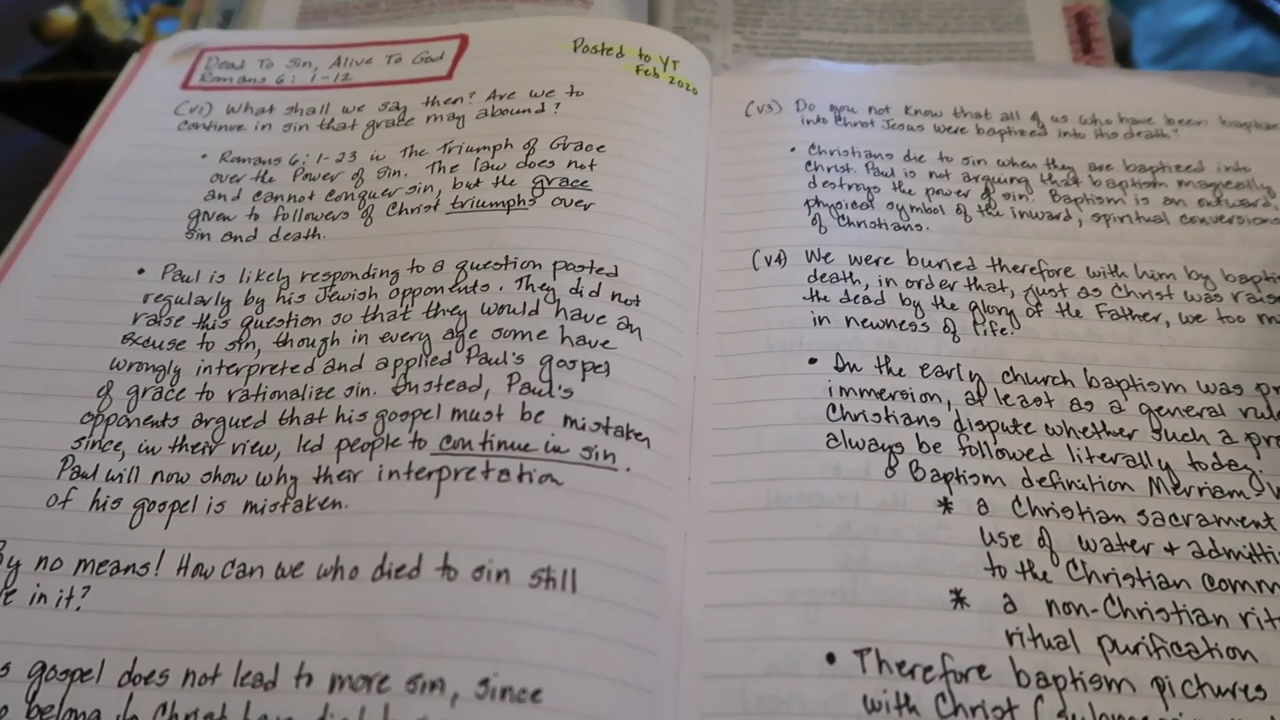 Dead To Sin, Alive To God
Romans 6:1-12
Posted to YT
Feb 2020
(v1) What shall we say then? Are we to
continue in sin that grace may abound?
• Romans 6:1-23 is The Triumph of Grace
over the Power of Sin. The law does not
and cannot conquer sin, but the grace
given to followers of Christ triumphs over
sin and death.
• Paul is likely responding to a question posted
regularly by his Jewish opponents. They did not
raise this question so that they would have an
excuse to sin, though in every age some have
wrongly interpreted and applied Paul's gospel
of grace to rationalize sin. Instead, Paul's
opponents argued that his gospel must be mistaken
since, in their view, led people to continue in sin.
Paul will now show why their interpretation
of his gospel is mistaken.
By no means! How can we who died to sin still
in it?
gospel does not lead to more sin, since
belong to Christ have died
(v3) Do you not know that all of us who have been
into Christ Jesus were baptized into His death?
• Christians die to sin when they are baptized into
Christ. Paul is not arguing that baptism magically
destroys the power of sin. Baptism is an outward,
physical symbol of the inward, spiritual conversions
of Christians.
(v4) We were buried therefore with him by
death, in order that, just as Christ was
the dead by the glory of the Father, we too
in newness of life.
• In the early church baptism was
immersion, at least as a general
Christians dispute whether such a
always be followed literally today.
Baptism definition Merriam
* a Christian sacrament
use of water +
to the Christian
* a non-Christian
ritual purification
• Therefore baptism pictures
with Christ